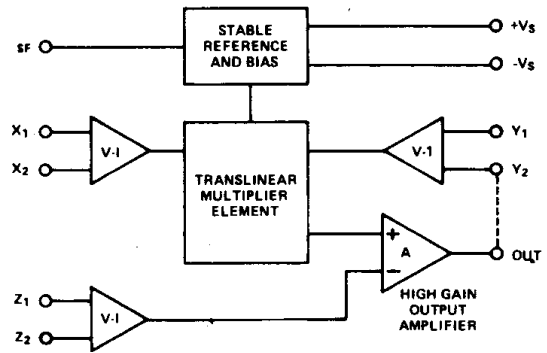 STABLE
REFERENCE
AND BIAS
SF
+VS
-VS
X1
X2
V-I
TRANSLINEAR
MULTIPLIER
ELEMENT
V-1
Y1
Y2
+
A
−
OUT
HIGH GAIN
OUTPUT
AMPLIFIER
Z1
Z2
V-I